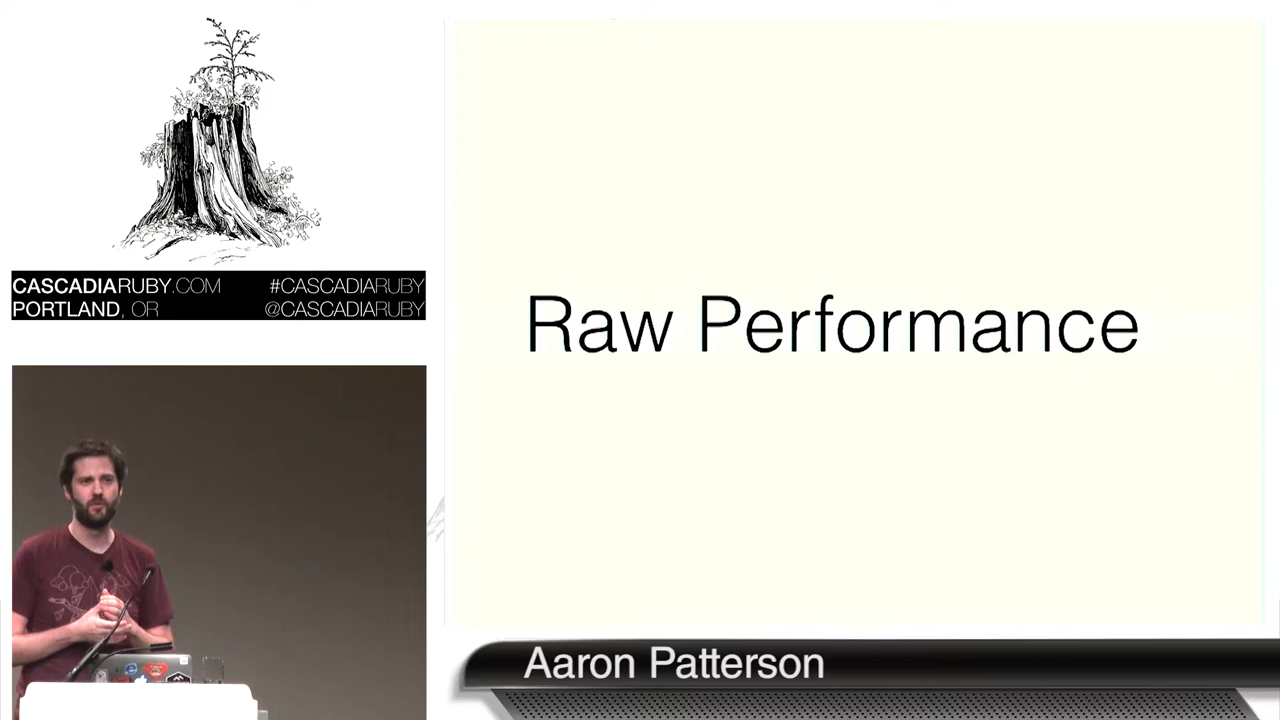 CASCADIARUBY.COM #CASCADIARUBY
PORTLAND, OR @CASCADIARUBY
Raw Performance
Aaron Patterson